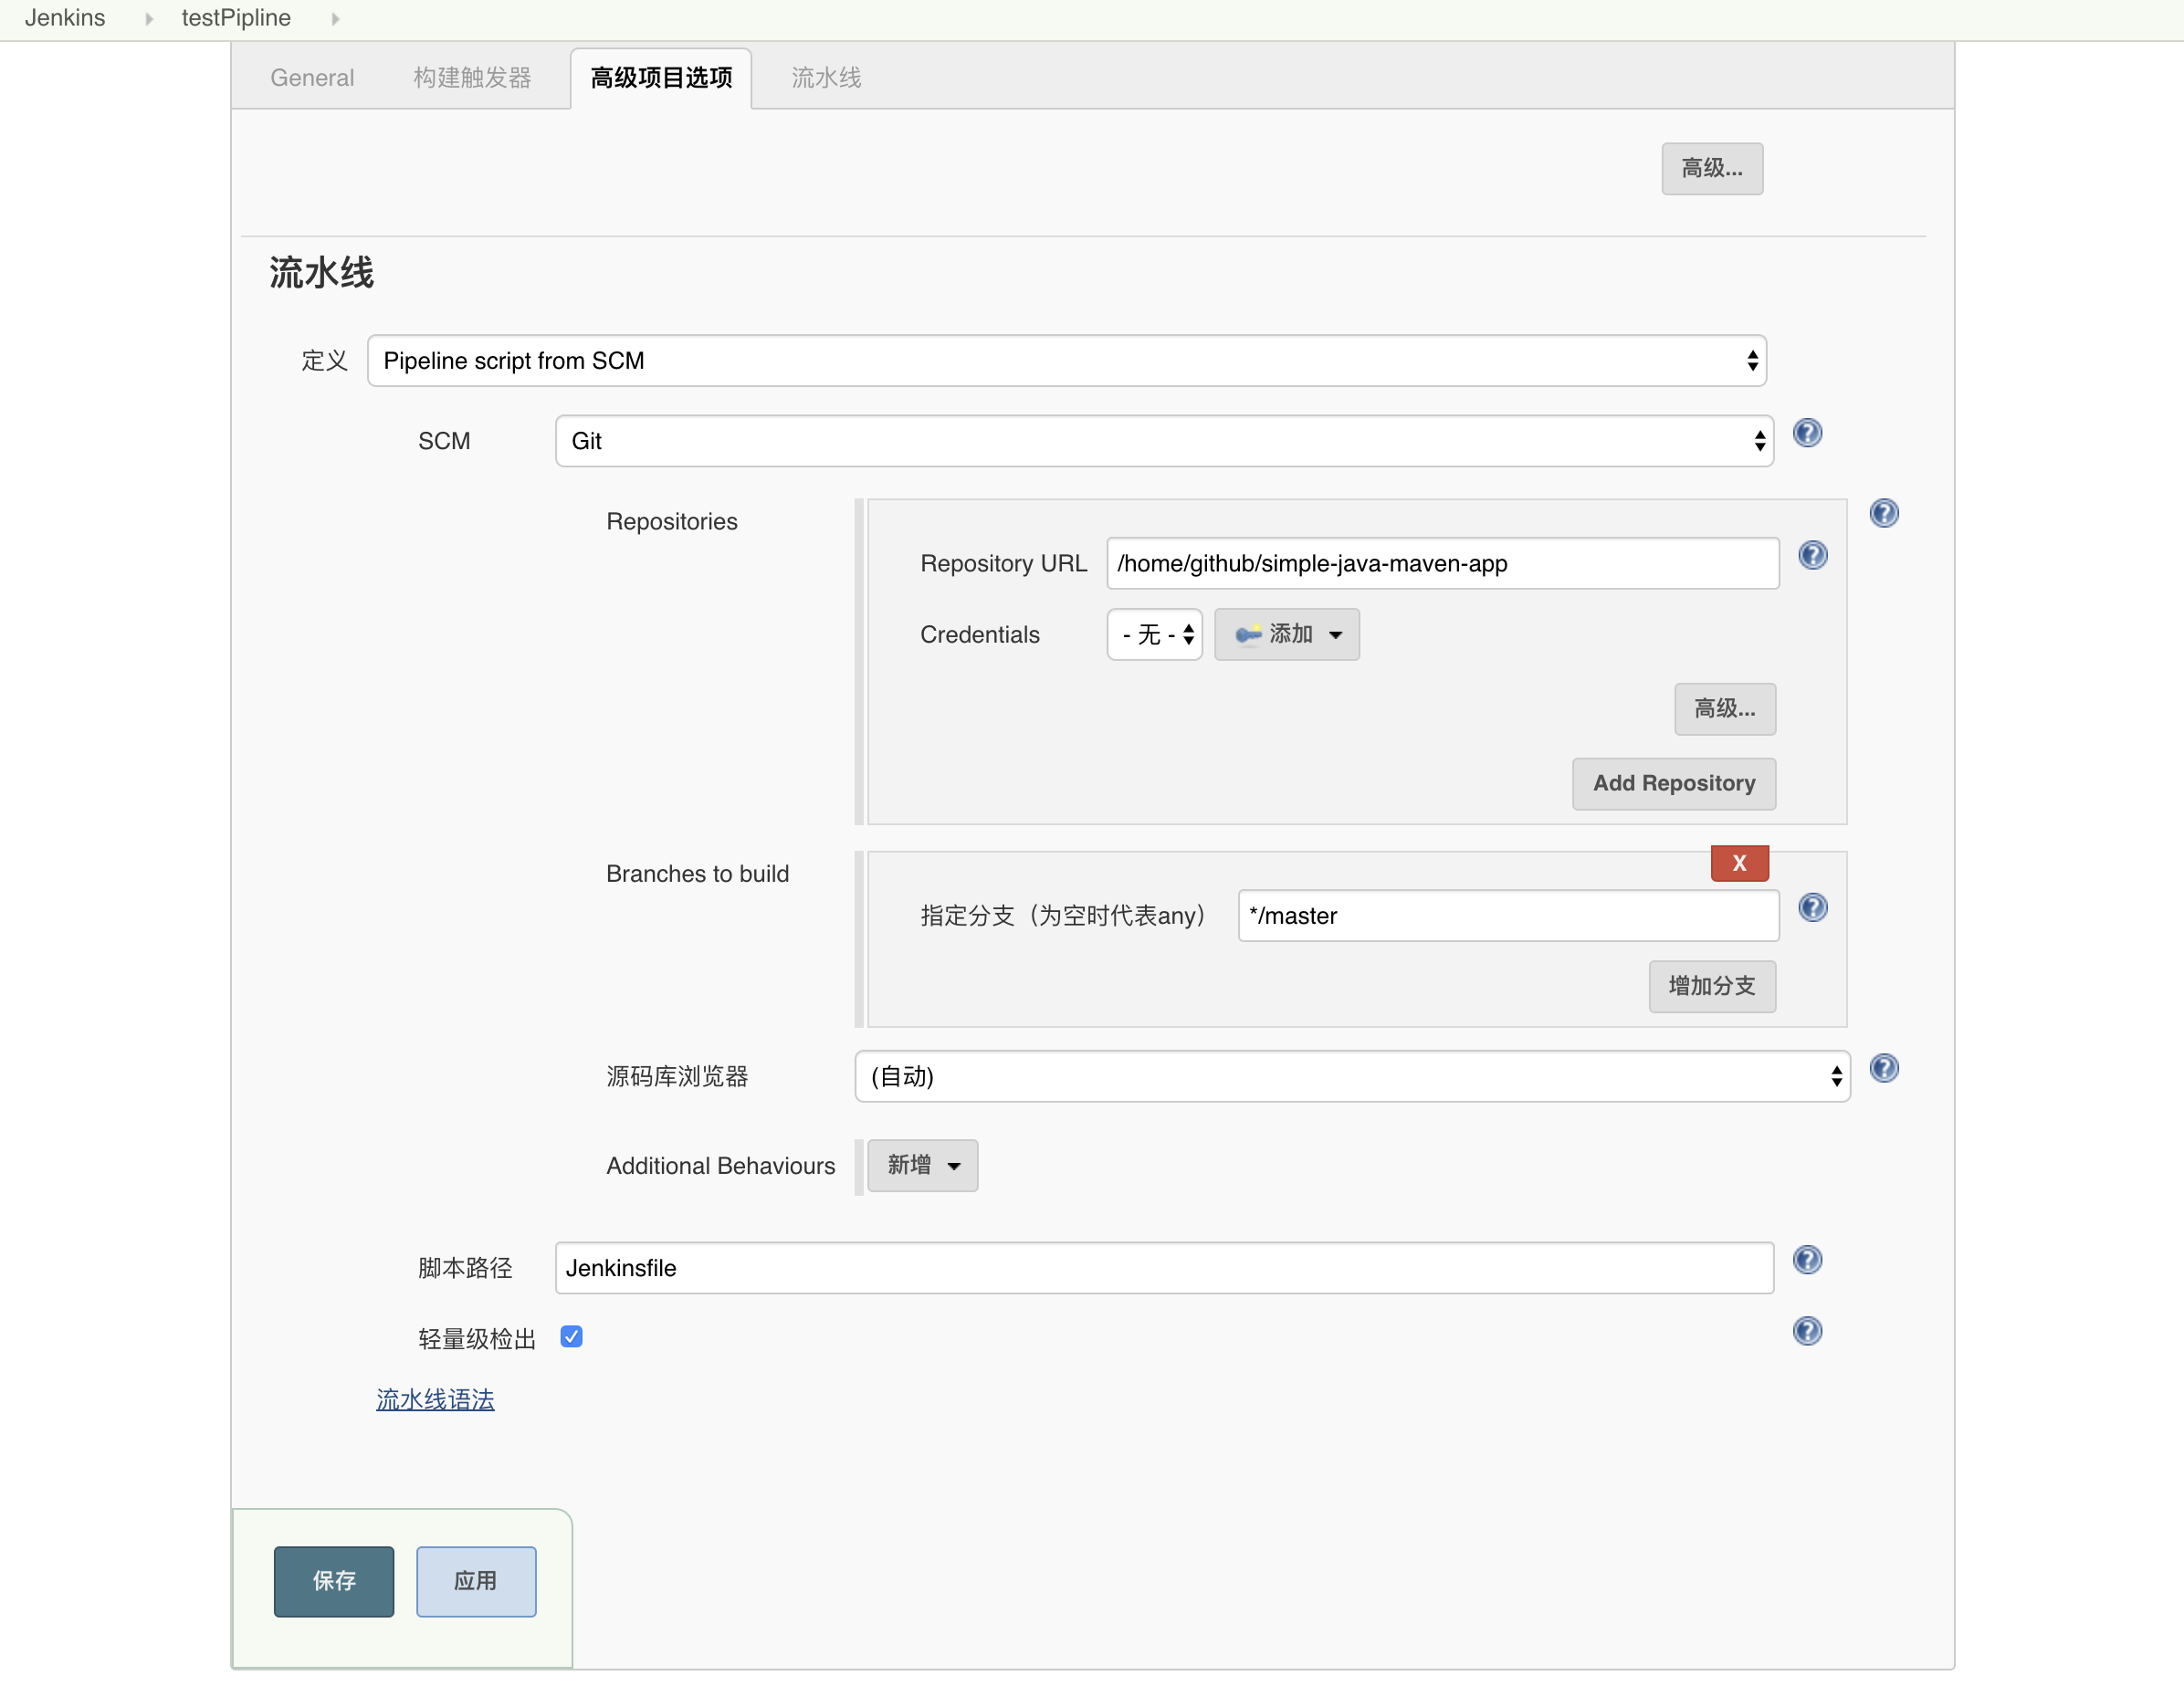 Jenkins testPipline
General 构建触发器 高级项目选项 流水线
高级...
流水线
定义 Pipeline script from SCM
SCM Git
Repositories
Repository URL /home/github/simple-java-maven-app
Credentials - 无 - 添加
高级...
Add Repository
Branches to build
X
指定分支（为空时代表any） */master
增加分支
源码库浏览器 (自动)
Additional Behaviours 新增
脚本路径 Jenkinsfile
轻量级检出
流水线语法
保存 应用